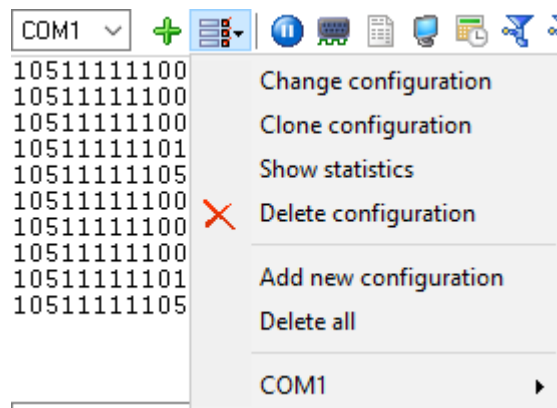 COM1
10511111100
10511111100
10511111100
10511111101
10511111105
10511111100
10511111100
10511111100
10511111101
10511111105
Change configuration
Clone configuration
Show statistics
Delete configuration
Add new configuration
Delete all
COM1